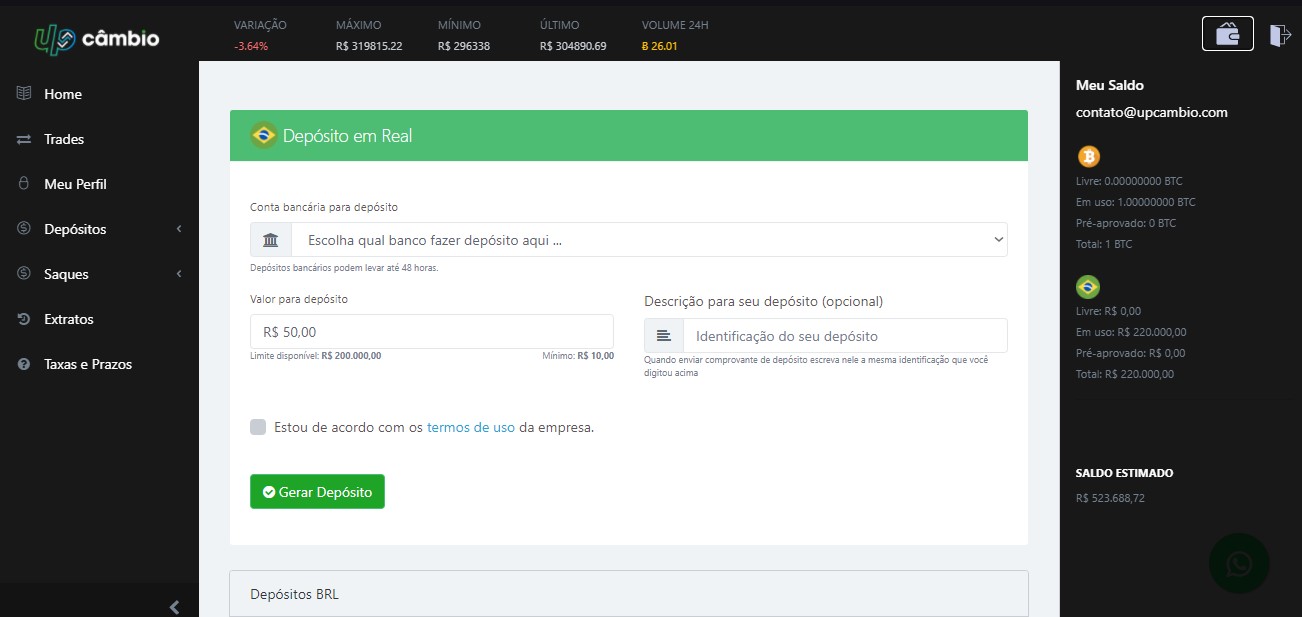 up câmbio
VARIAÇÃO MÁXIMO MÍNIMO ÚLTIMO VOLUME 24H
-3.64% R$ 319815.22 R$ 296338 R$ 304890.69 Ƀ 26.01
Home
Trades
Meu Perfil
Depósitos
Saques
Extratos
Taxas e Prazos
Depósito em Real
Conta bancária para depósito
Escolha qual banco fazer depósito aqui ...
Depósitos bancários podem levar até 48 horas.
Valor para depósito
R$ 50,00
Limite disponível: R$ 200.000,00 Mínimo: R$ 10,00
Descrição para seu depósito (opcional)
Identificação do seu depósito
Quando enviar comprovante de depósito escreva nele a mesma identificação que você
digitou acima
Estou de acordo com os termos de uso da empresa.
Gerar Depósito
Depósitos BRL
Meu Saldo
contato@upcambio.com
Livre: 0.00000000 BTC
Em uso: 1.00000000 BTC
Pré-aprovado: 0 BTC
Total: 1 BTC
Livre: R$ 0,00
Em uso: R$ 220.000,00
Pré-aprovado: R$ 0,00
Total: R$ 220.000,00
SALDO ESTIMADO
R$ 523.688,72